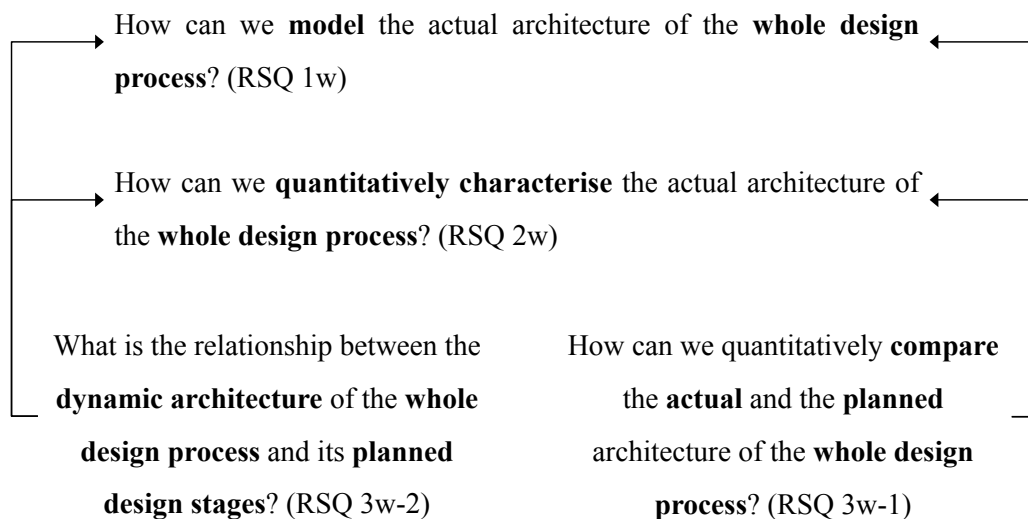 How can we model the actual architecture of the whole design
process? (RSQ 1w)
How can we quantitatively characterise the actual architecture of
the whole design process? (RSQ 2w)
What is the relationship between the
dynamic architecture of the whole
design process and its planned
design stages? (RSQ 3w-2)
How can we quantitatively compare
the actual and the planned
architecture of the whole design
process? (RSQ 3w-1)